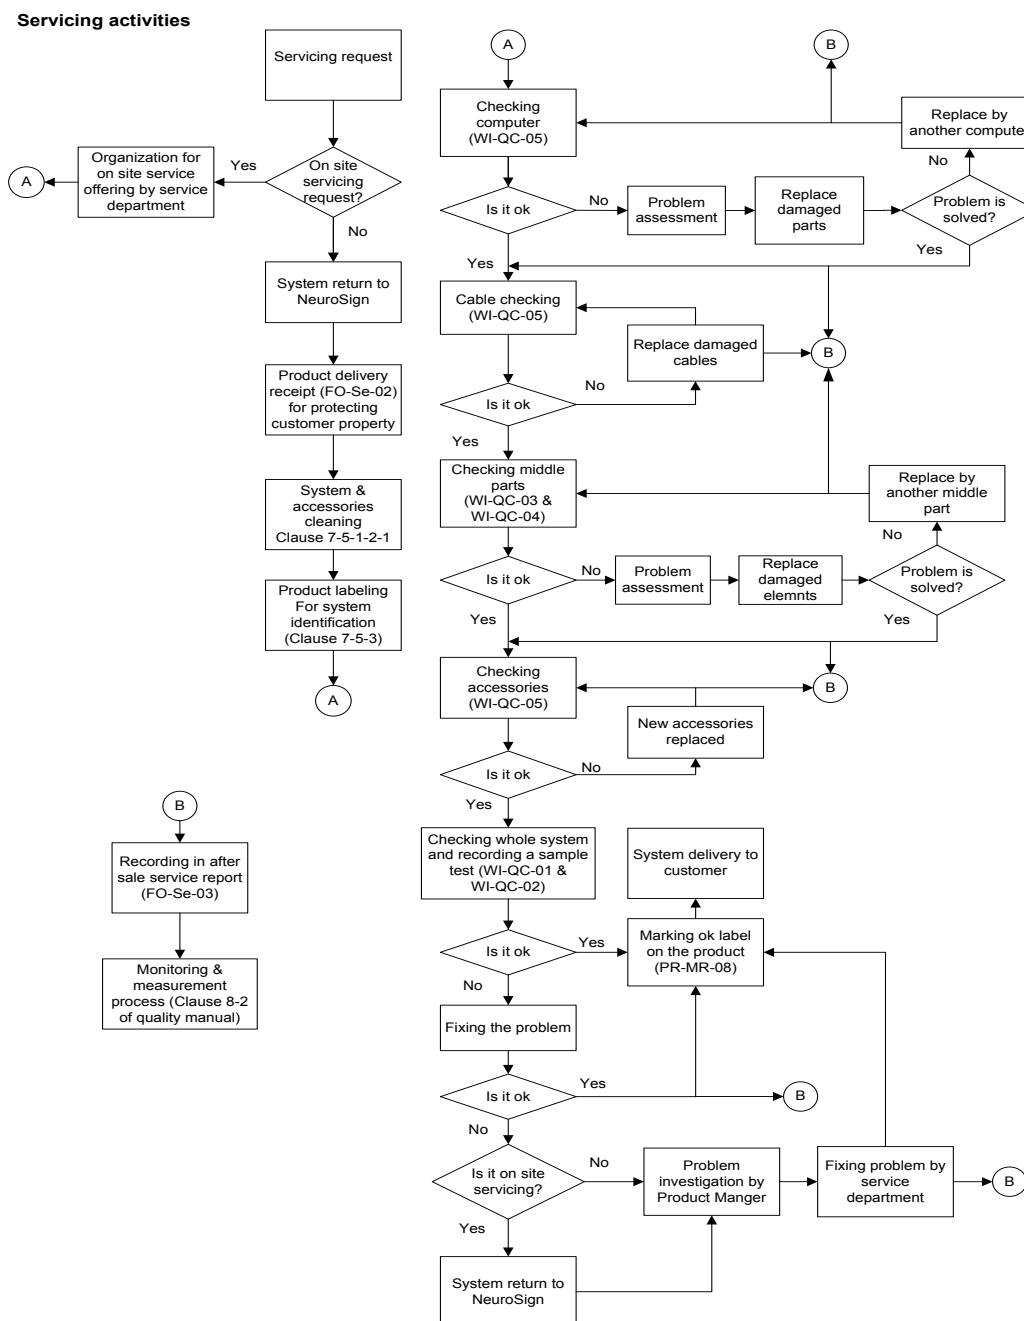 Servicing activities
Servicing request
On site
servicing
request?
Yes
Organization for
on site service
offering by service
department
A
No
System return to
NeuroSign
Product delivery
receipt (FO-Se-02)
for protecting
customer property
System &
accessories
cleaning
Clause 7-5-1-2-1
Product labeling
For system
identification
(Clause 7-5-3)
A
B
Recording in after
sale service report
(FO-Se-03)
Monitoring &
measurement
process (Clause 8-2
of quality manual)
A
Checking
computer
(WI-QC-05)
B
Replace by
another compute
No
Is it ok
No
Problem
assessment
Replace
damaged
parts
Problem is
solved?
Yes
Yes
Cable checking
(WI-QC-05)
Replace damaged
cables
B
Is it ok
No
Yes
Checking middle
parts
(WI-QC-03 &
WI-QC-04)
Replace by
another middle
part
No
Is it ok
No
Problem
assessment
Replace
damaged
elemnts
Problem is
solved?
Yes
Yes
Checking
accessories
(WI-QC-05)
B
New accessories
replaced
Is it ok
No
Yes
Checking whole system
and recording a sample
test (WI-QC-01 &
WI-QC-02)
System delivery to
customer
Is it ok
Yes
Marking ok label
on the product
(PR-MR-08)
No
Fixing the problem
Is it ok
Yes
B
No
Is it on site
servicing?
No
Problem
investigation by
Product Manger
Fixing problem by
service
department
B
Yes
System return to
NeuroSign